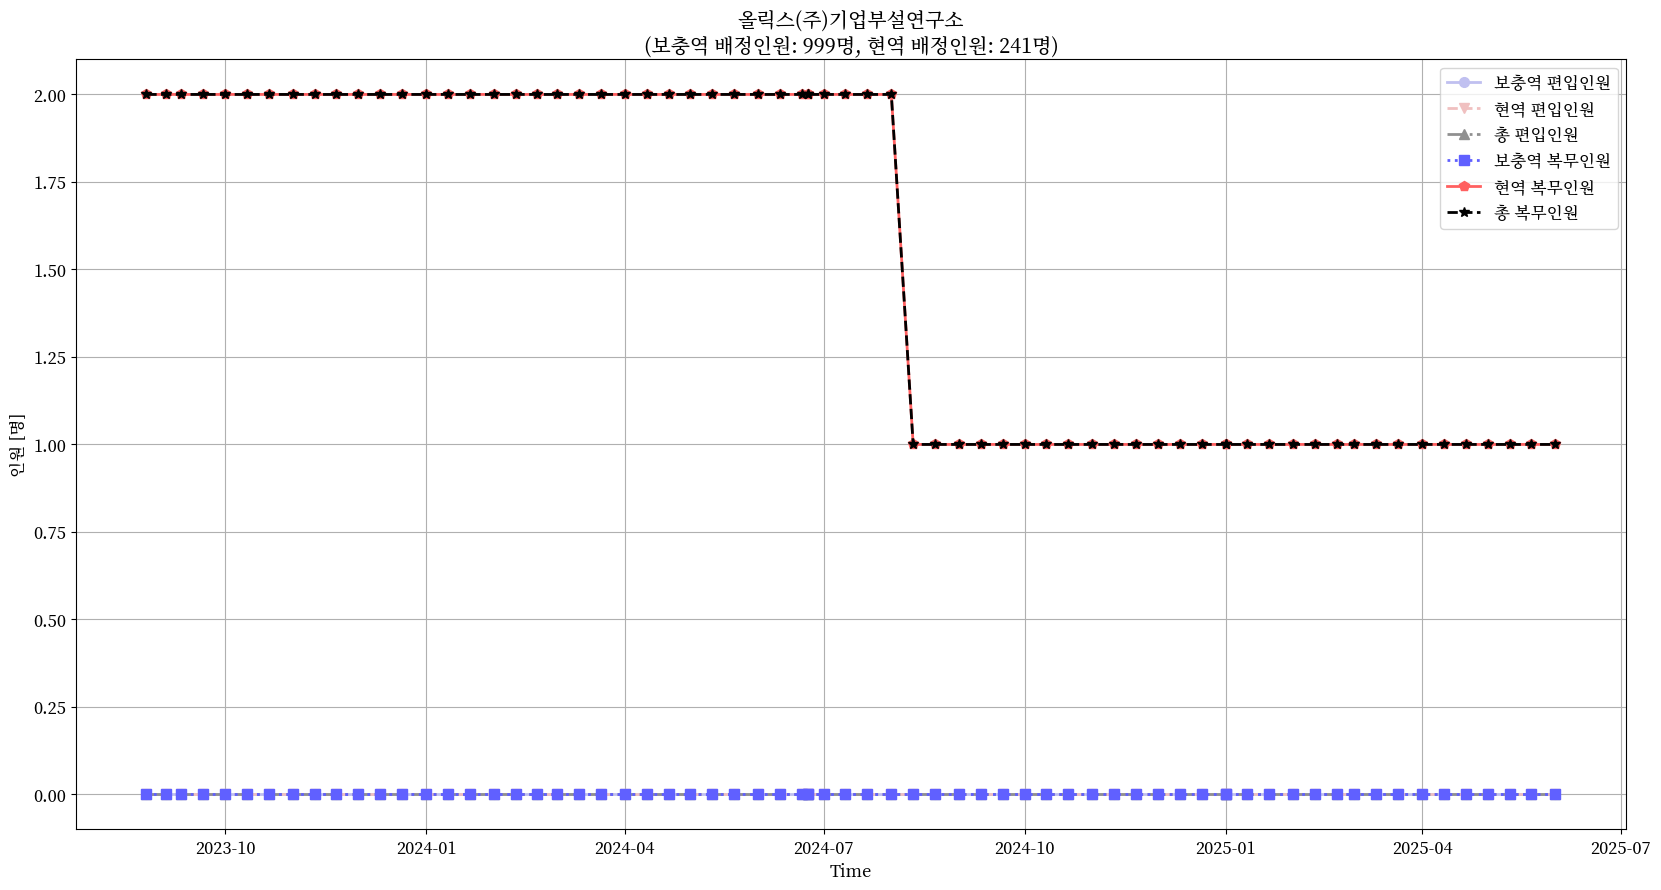 올릭스(주)기업부설연구소
(보충역 배정인원: 999명, 현역 배정인원: 241명)
보충역 편입인원
현역 편입인원
총 편입인원
보충역 복무인원
현역 복무인원
총 복무인원
인원 [명]
2.00
1.75
1.50
1.25
1.00
0.75
0.50
0.25
0.00
2023-10
2024-01
2024-04
2024-07
2024-10
2025-01
2025-04
2025-07
Time